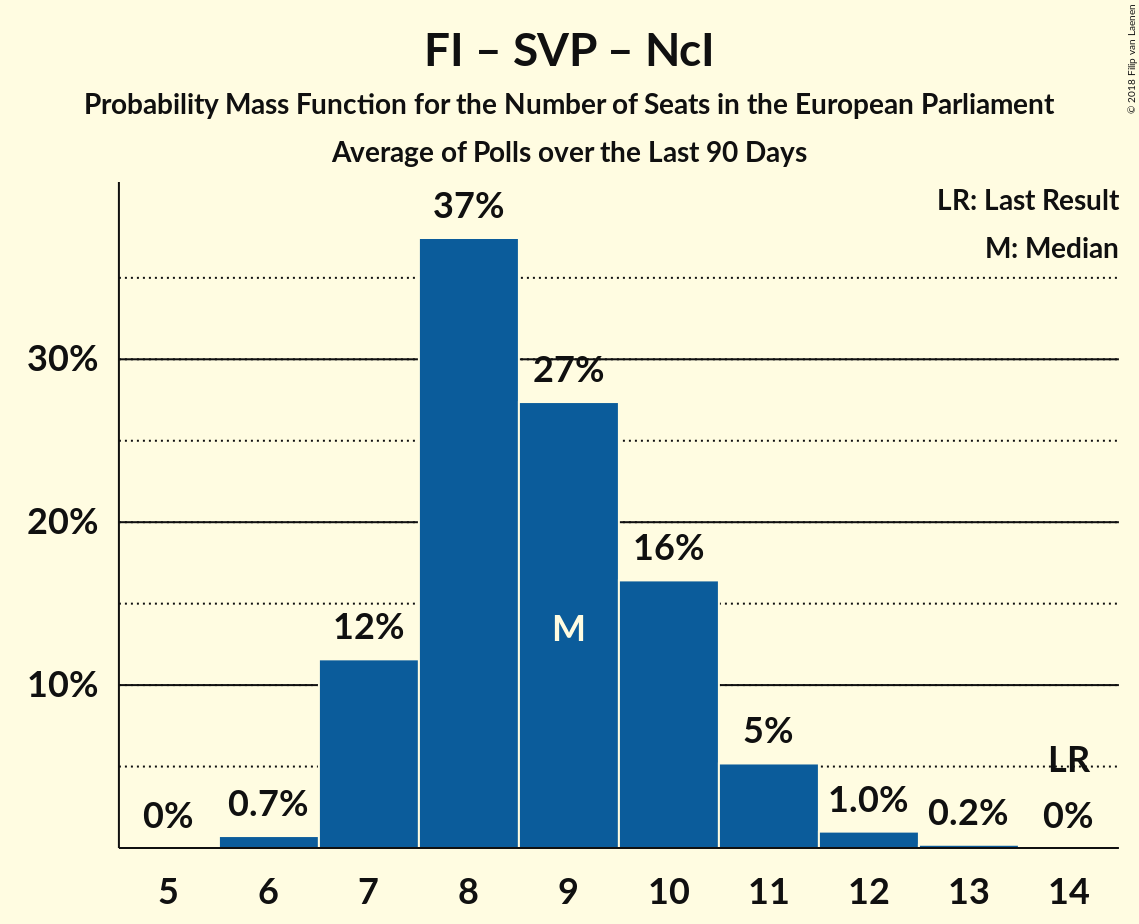 FI – SVP – NcI
Probability Mass Function for the Number of Seats in the European Parliament
Average of Polls over the Last 90 Days
© 2018 Filip van Laenen
LR: Last Result
M: Median
37%
30%
27%
20%
16%
12%
M
10%
5%
LR
0%
0.7%
1.0%
0.2%
0%
5 6 7 8 9 10 11 12 13 14